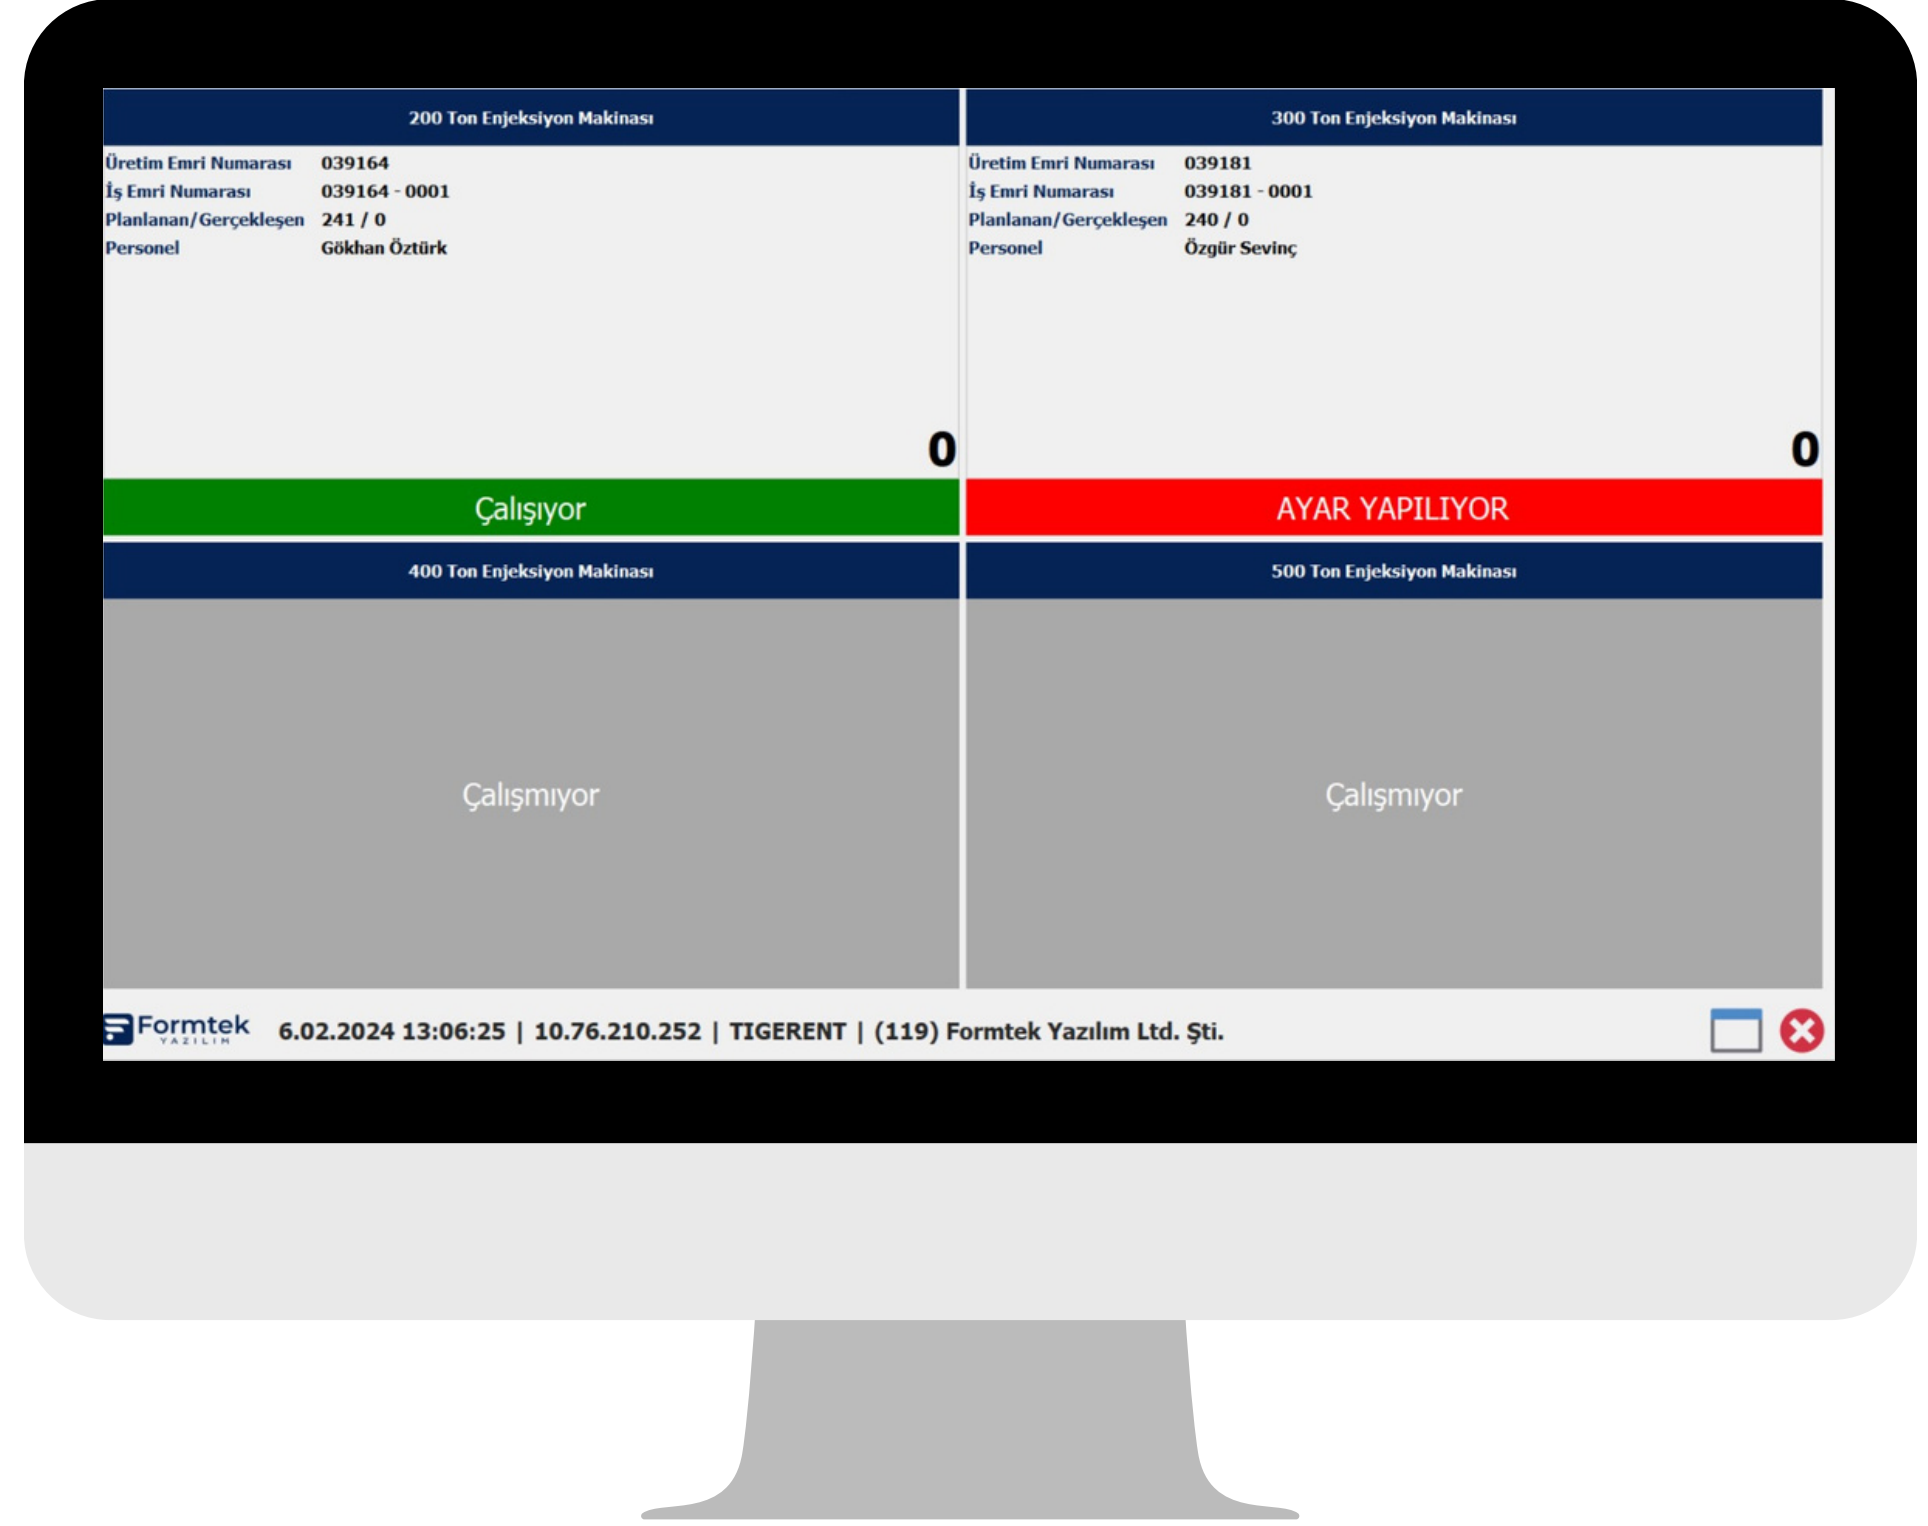 200 Ton Enjeksiyon Makinası
Üretim Emri Numarası 039164
İş Emri Numarası 039164 - 0001
Planlanan/Gerçekleşen 241 / 0
Personel Gökhan Öztürk
0
Çalışıyor
300 Ton Enjeksiyon Makinası
Üretim Emri Numarası 039181
İş Emri Numarası 039181 - 0001
Planlanan/Gerçekleşen 240 / 0
Personel Özgür Sevinç
0
AYAR YAPILIYOR
400 Ton Enjeksiyon Makinası
Çalışmıyor
500 Ton Enjeksiyon Makinası
Çalışmıyor
Formtek
YAZILIM
6.02.2024 13:06:25 | 10.76.210.252 | TIGERENT | (119) Formtek Yazılım Ltd. Şti.